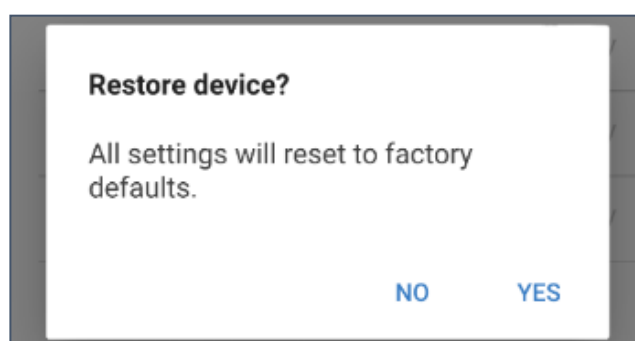 Restore device?
All settings will reset to factory
defaults.
NO YES